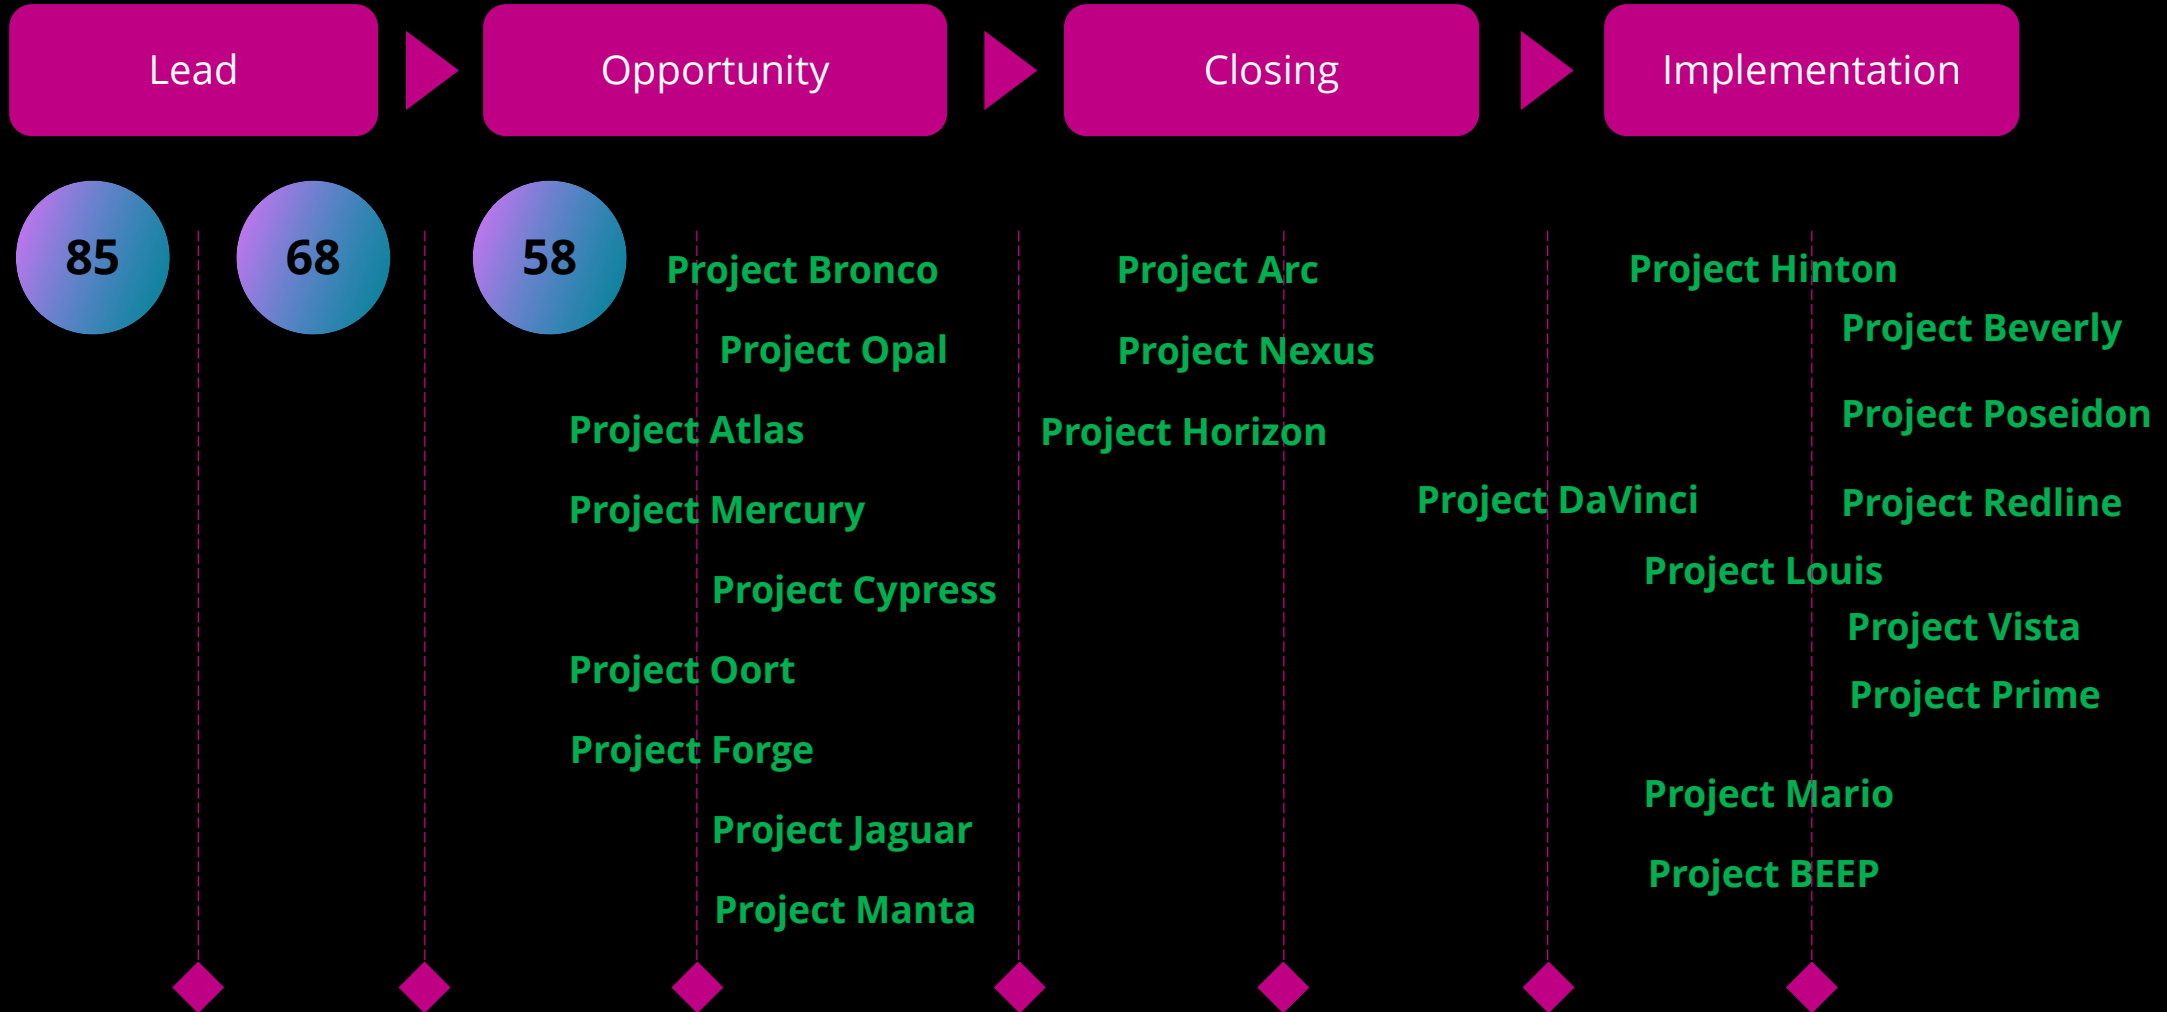 Lead
Opportunity
Closing
Implementation
85
68
58
Project Bronco
Project Opal
Project Atlas
Project Mercury
Project Cypress
Project Oort
Project Forge
Project Jaguar
Project Manta
Project Arc
Project Nexus
Project Horizon
Project DaVinci
Project Hinton
Project Beverly
Project Poseidon
Project Redline
Project Louis
Project Vista
Project Prime
Project Mario
Project BEEP